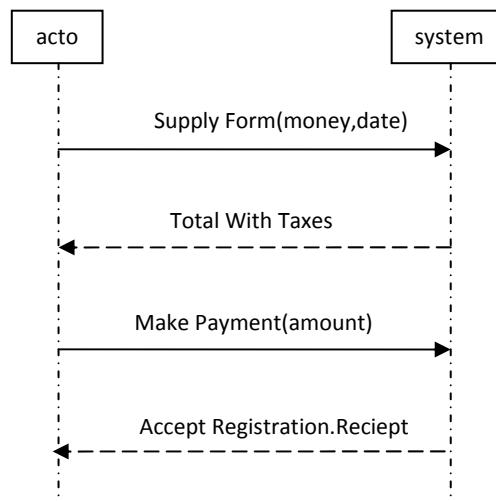 acto
system
Supply Form(money,date)
Total With Taxes
Make Payment(amount)
Accept Registration.Reciept